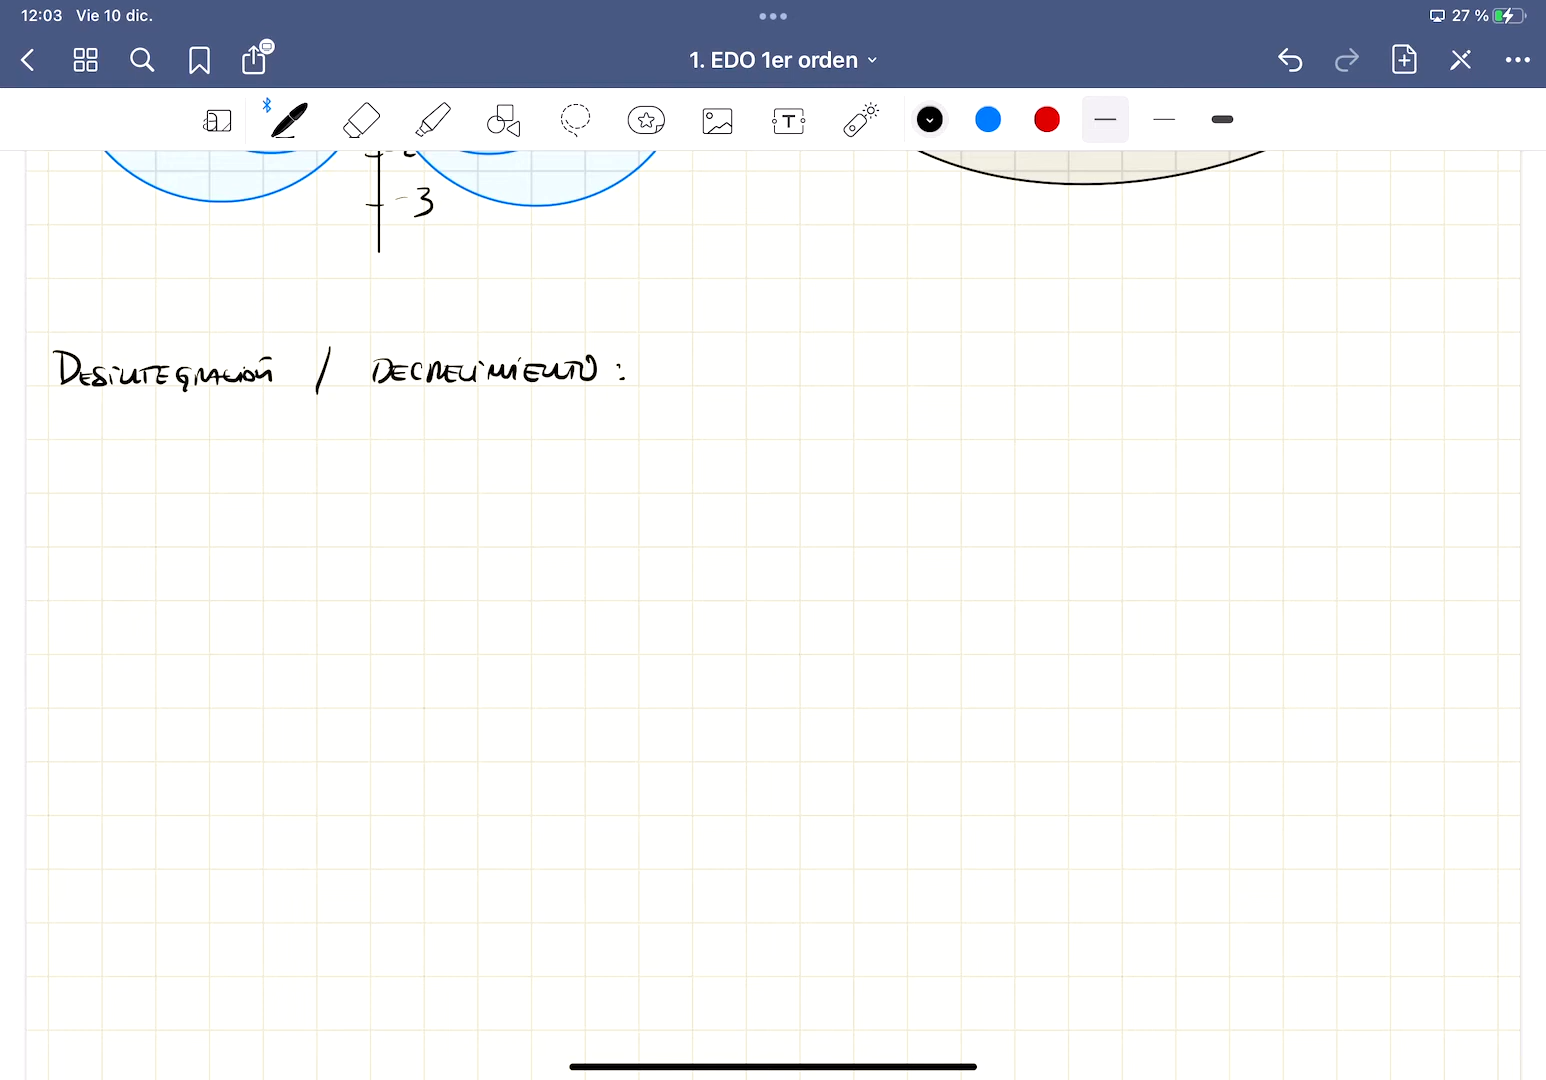 12:03 Vie 10 dic. 27 %
1. EDO 1er orden
T
-3
DESINTEGRACIÓN / DECRECIMIENTO :